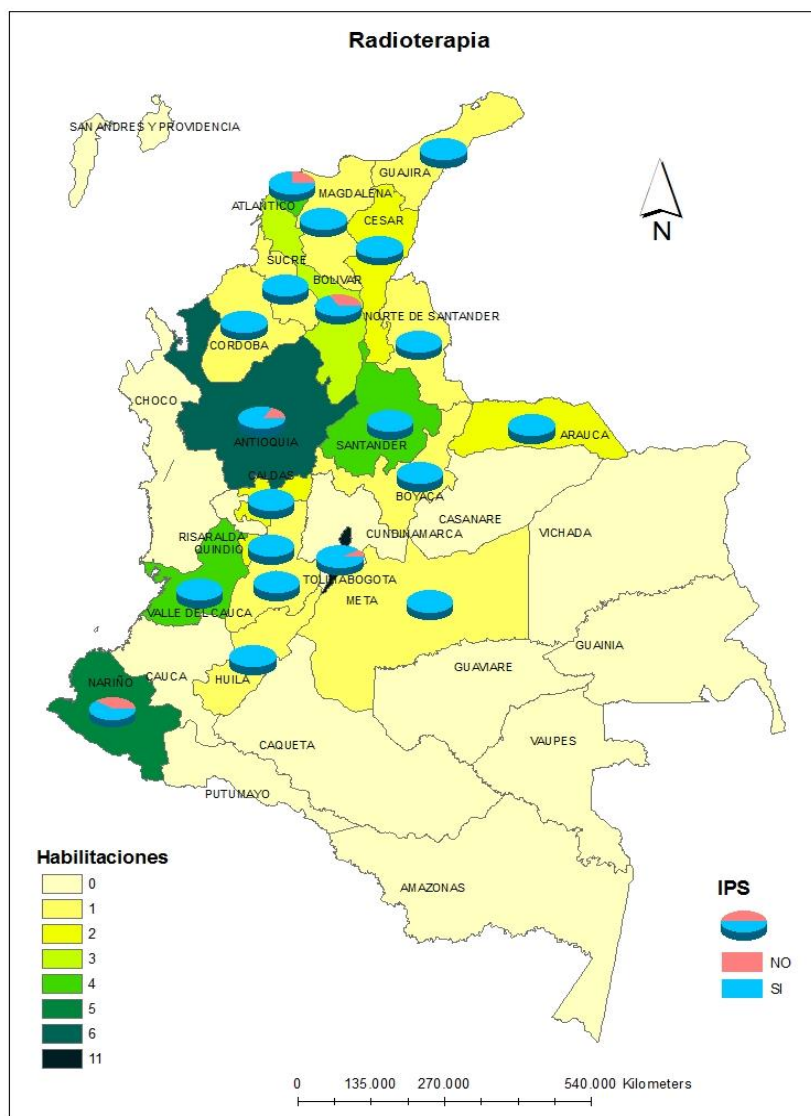 Radioterapia
SAN ANDRES Y PROVIDENCIA
GUAJIRA
MAGDALENA
ATLANTICO
CESAR
SUCRE
BOLIVAR
NORTE DE SANTANDER
CORDOBA
CHOCO
ANTIOQUIA
SANTANDER
ARAUCA
CALDAS
BOYACA
CASANARE
VICHADA
CUNDINAMARCA
RISARALDA
QUINDIO
BOGOTA
VALLE DEL CAUCA
META
GUAINIA
GUAVIARE
CAUCA
HUILA
NARIÑO
CAQUETA
VAUPES
PUTUMAYO
AMAZONAS
N
Habilitaciones
0
1
2
3
4
5
6
11
IPS
NO
SI
0 135.000 270.000 540.000 Kilometers